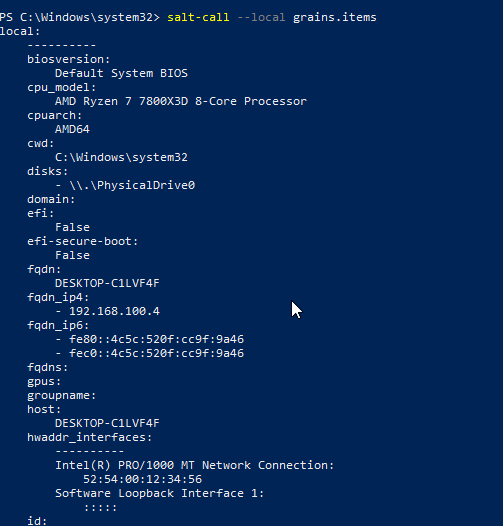 PS C:\Windows\system32> salt-call --local grains.items
local:
----------
biosversion:
Default System BIOS
cpu_model:
AMD Ryzen 7 7800X3D 8-Core Processor
cpuarch:
AMD64
cwd:
C:\Windows\system32
disks:
- \\.\PhysicalDrive0
domain:
efi:
False
efi-secure-boot:
False
fqdn:
DESKTOP-C1LVF4F
fqdn_ip4:
- 192.168.100.4
fqdn_ip6:
- fe80::4c5c:520f:cc9f:9a46
- fec0::4c5c:520f:cc9f:9a46
fqdns:
gpus:
groupname:
host:
DESKTOP-C1LVF4F
hwaddr_interfaces:
----------
Intel(R) PRO/1000 MT Network Connection:
52:54:00:12:34:56
Software Loopback Interface 1:
:::::
id: